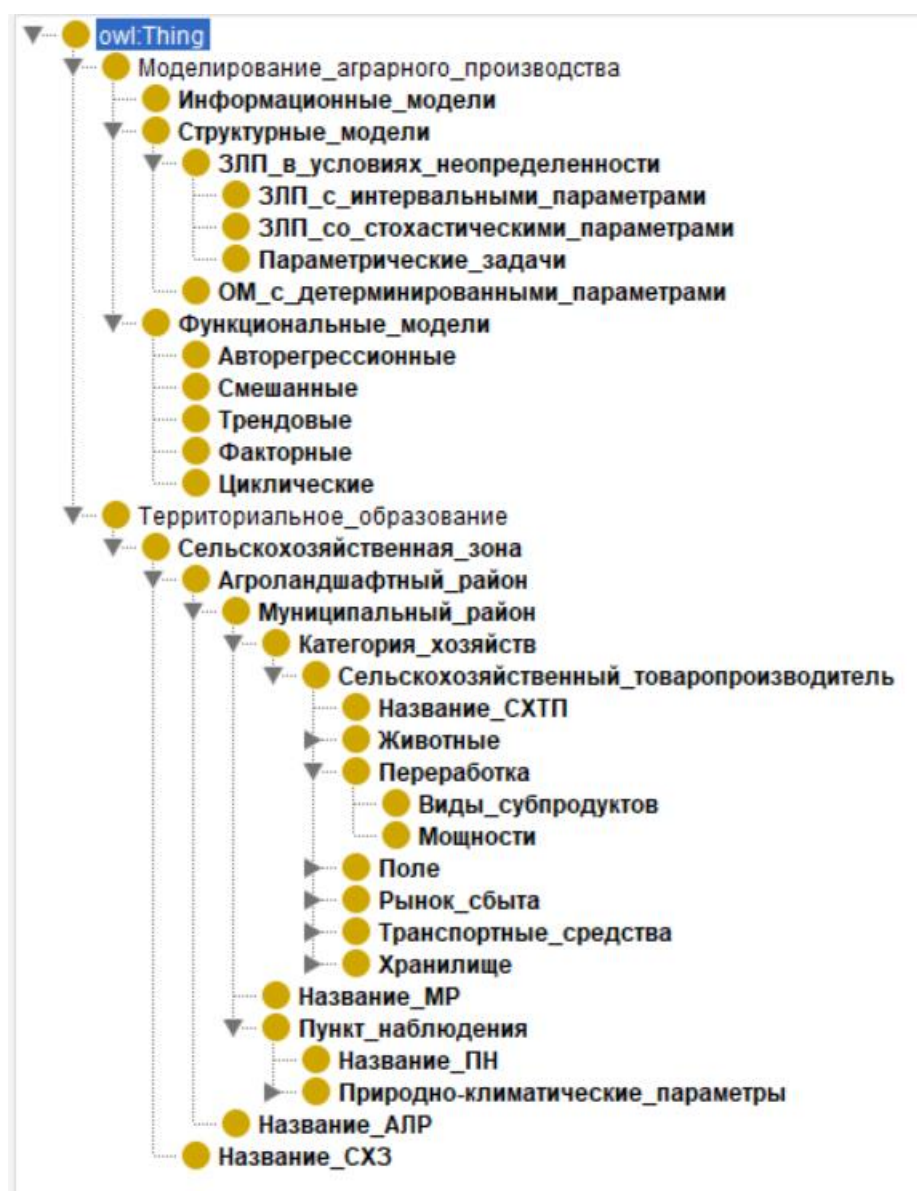 owl:Thing
Моделирование_аграрного_производства
Информационные_модели
Структурные_модели
ЗЛП_в_условиях_неопределенности
ЗЛП_с_интервальными_параметрами
ЗЛП_со_стохастическими_параметрами
Параметрические_задачи
ОМ_с_детерминированными_параметрами
Функциональные_модели
Авторегрессионные
Смешанные
Трендовые
Факторные
Циклические
Территориальное_образование
Сельскохозяйственная_зона
Агроландшафтный_район
Муниципальный_район
Категория_хозяйств
Сельскохозяйственный_товаропроизводитель
Название_СХТП
Животные
Переработка
Виды_субпродуктов
Мощности
Поле
Рынок_сбыта
Транспортные_средства
Хранилище
Название_МР
Пункт_наблюдения
Название_ПН
Природно-климатические_параметры
Название_АЛР
Название_СХЗ